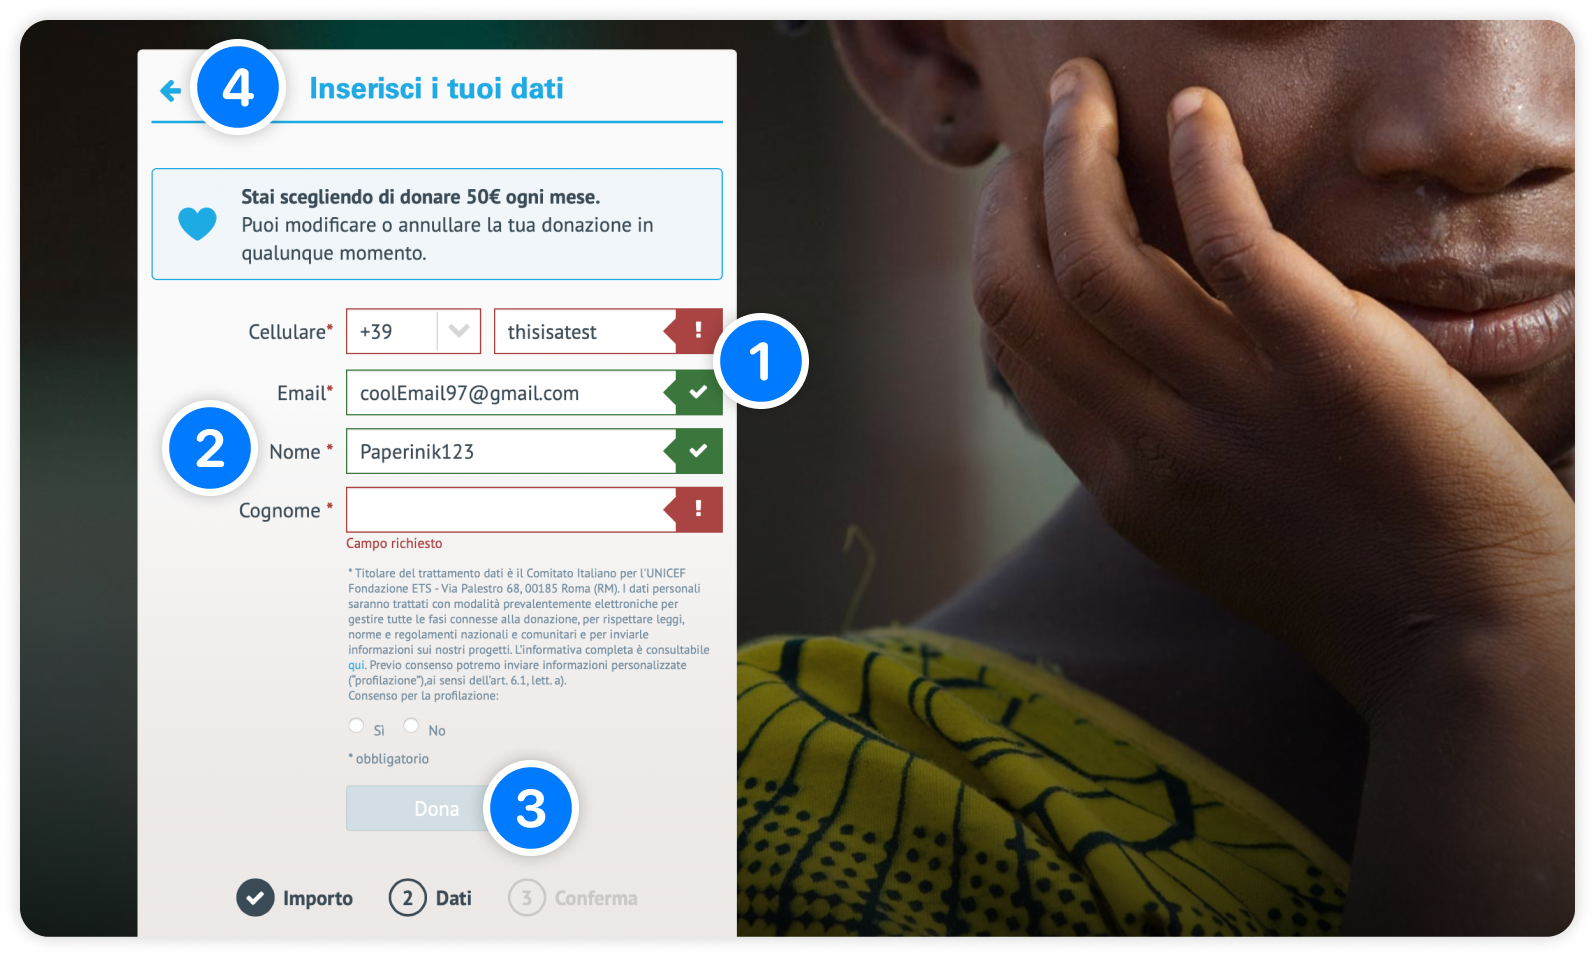 4
Inserisci i tuoi dati
Stai scegliendo di donare 50€ ogni mese.
Puoi modificare o annullare la tua donazione in
qualunque momento.
Cellulare* +39 thisisatest !
1
Email* coolEmail97@gmail.com
2
Nome * Paperinik123
Cognome * !
Campo richiesto
* Titolare del trattamento dati è il Comitato Italiano per l'UNICEF
Fondazione ETS - Via Palestro 68, 00185 Roma (RM). I dati personali
saranno trattati con modalità prevalentemente elettroniche per
gestire tutte le fasi connesse alla donazione, per rispettare leggi,
norme e regolamenti nazionali e comunitari e per inviarle
informazioni sui nostri progetti. L'informativa completa è consultabile
qui. Previo consenso potremo inviare informazioni personalizzate
("profilazione"),ai sensi dell'art. 6.1, lett. a).
Consenso per la profilazione:
Sì No
* obbligatorio
Dona 3
Importo 2 Dati 3 Conferma